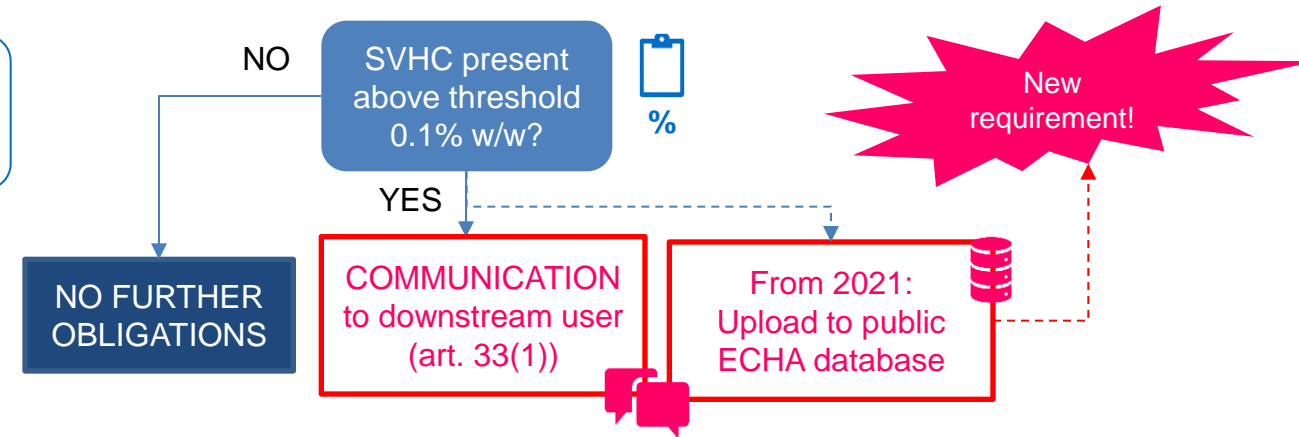 NO
SVHC present
above threshold
0.1% w/w?
%
New
requirement!
YES
NO FURTHER
OBLIGATIONS
COMMUNICATION
to downstream user
(art. 33(1))
From 2021:
Upload to public
ECHA database